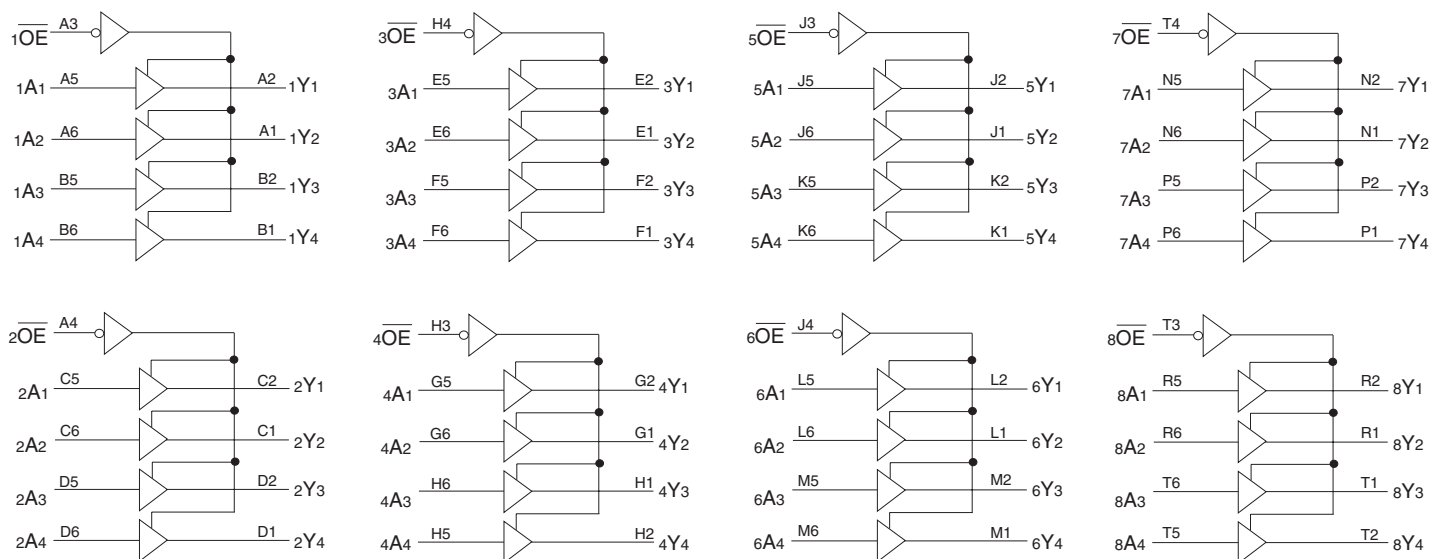 1OE A3 3OE H4 5OE J3 7OE T4
1A1 A5 A2 1Y1 3A1 E5 E2 3Y1 5A1 J5 J2 5Y1 7A1 N5 N2 7Y1
1A2 A6 A1 1Y2 3A2 E6 E1 3Y2 5A2 J6 J1 5Y2 7A2 N6 N1 7Y2
1A3 B5 B2 1Y3 3A3 F5 F2 3Y3 5A3 K5 K2 5Y3 7A3 P5 P2 7Y3
1A4 B6 B1 1Y4 3A4 F6 F1 3Y4 5A4 K6 K1 5Y4 7A4 P6 P1 7Y4
2OE A4 4OE H3 6OE J4 8OE T3
2A1 C5 C2 2Y1 4A1 G5 G2 4Y1 6A1 L5 L2 6Y1 8A1 R5 R2 8Y1
2A2 C6 C1 2Y2 4A2 G6 G1 4Y2 6A2 L6 L1 6Y2 8A2 R6 R1 8Y2
2A3 D5 D2 2Y3 4A3 H6 H1 4Y3 6A3 M5 M2 6Y3 8A3 T6 T1 8Y3
2A4 D6 D1 2Y4 4A4 H5 H2 4Y4 6A4 M6 M1 6Y4 8A4 T5 T2 8Y4